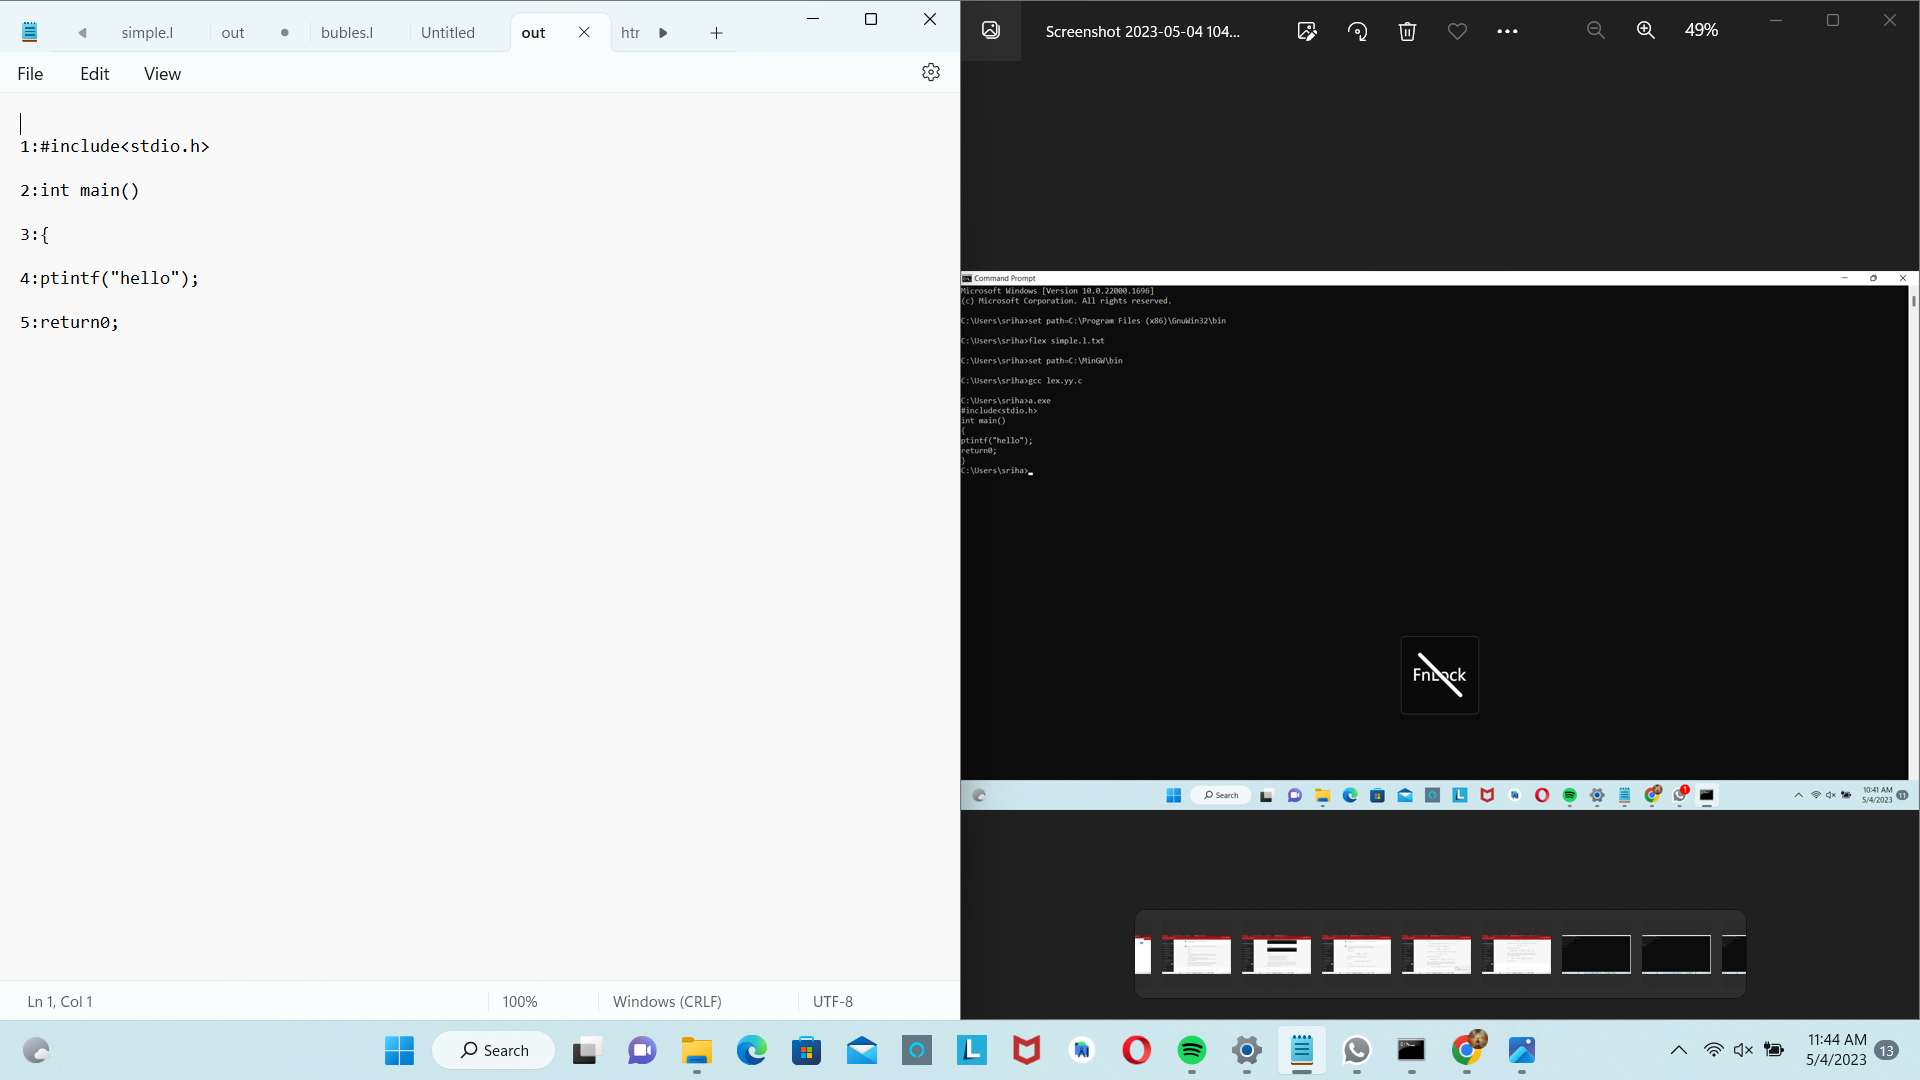 simple.l
out
bubles.l
Untitled
out
htr
File
Edit
View
1:#include<stdio.h>
2:int main()
3:{
4:ptintf("hello");
5:return0;
Ln 1, Col 1
100%
Windows (CRLF)
UTF-8
Screenshot 2023-05-04 104...
49%
Command Prompt
Microsoft Windows [Version 10.0.22000.1696]
(c) Microsoft Corporation. All rights reserved.
C:\Users\sriha>set path=C:\Program Files (x86)\GnuWin32\bin
C:\Users\sriha>flex simple.l.txt
C:\Users\sriha>set path=C:\MinGW\bin
C:\Users\sriha>gcc lex.yy.c
C:\Users\sriha>a.exe
#include<stdio.h>
int main()
{
ptintf("hello");
return0;
}
C:\Users\sriha>
FnLock
Search
L
1
10:41 AM
5/4/2023
11
Search
L
11:44 AM
5/4/2023
13